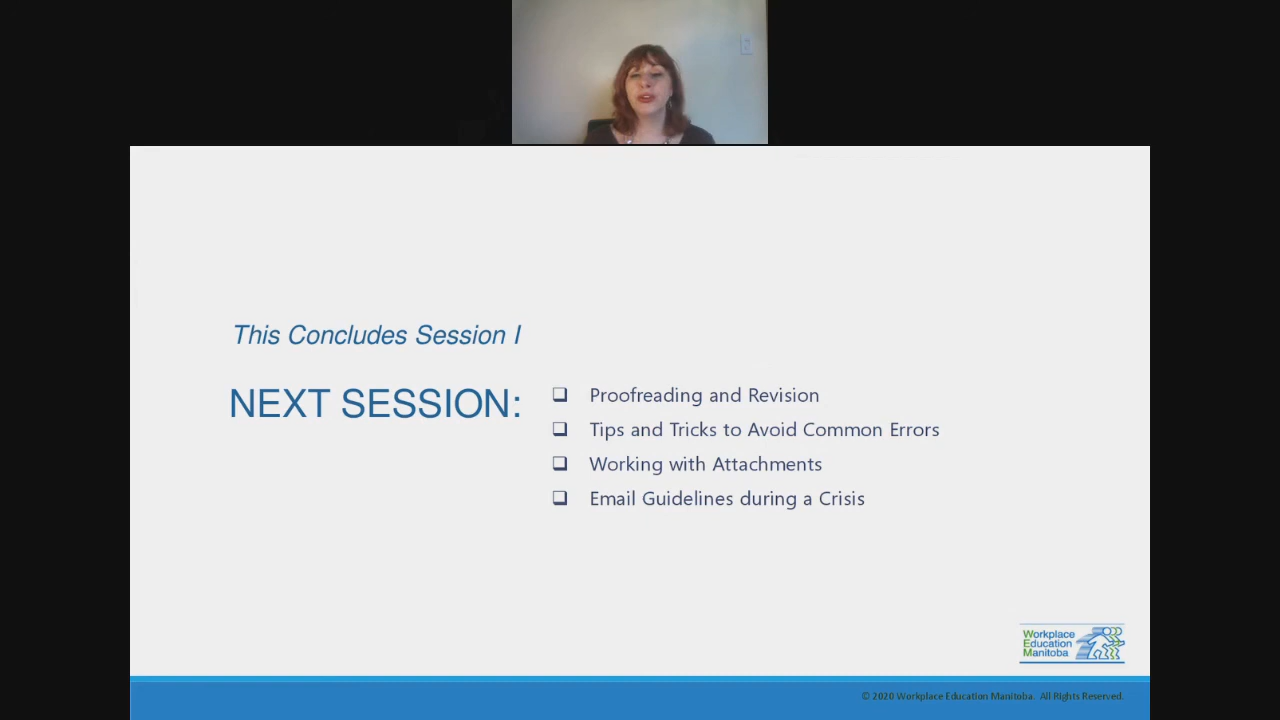 This Concludes Session I
NEXT SESSION:
❑ Proofreading and Revision
❑ Tips and Tricks to Avoid Common Errors
❑ Working with Attachments
❑ Email Guidelines during a Crisis
Workplace
Education
Manitoba
© 2020 Workplace Education Manitoba. All Rights Reserved.